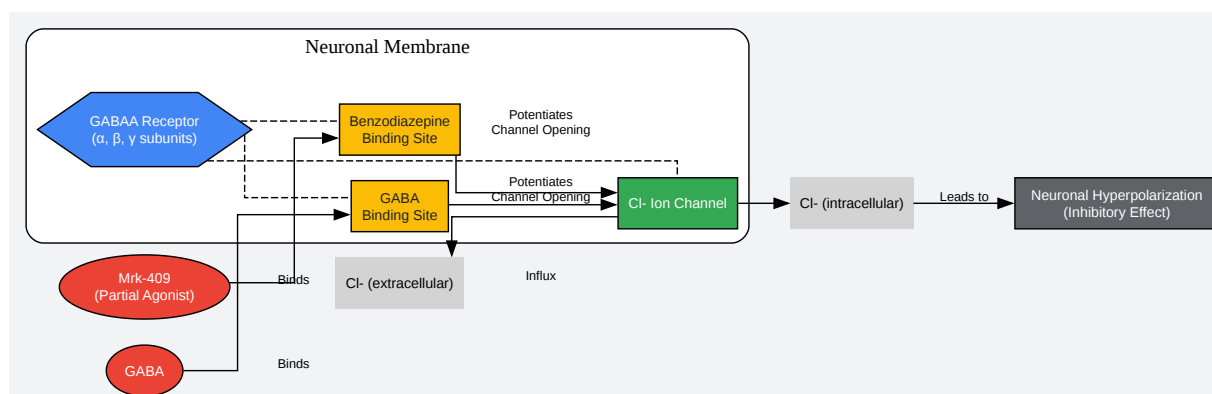 Neuronal Membrane
GABAA Receptor
(α, β, γ subunits)
Benzodiazepine
Binding Site
Potentiates
Channel Opening
GABA
Binding Site
Potentiates
Channel Opening
Cl- Ion Channel
Cl- (intracellular)
Leads to
Neuronal Hyperpolarization
(Inhibitory Effect)
Mrk-409
(Partial Agonist)
Binds
Cl- (extracellular)
Influx
GABA
Binds